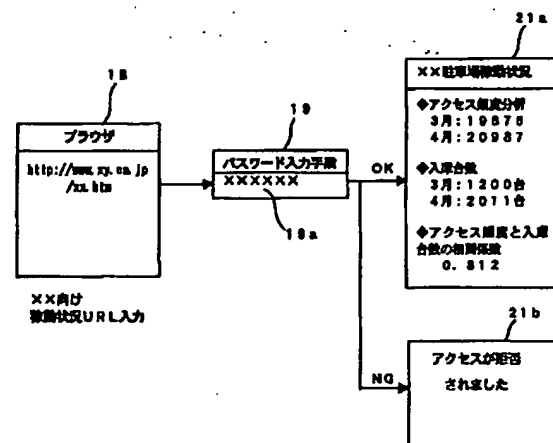 18
ブラウザ
http://www.xy.cn.jp
/xx.htm
××向け
稼動状況URL入力
19
パスワード入力手段
××××××
19a
OK
NG
21a
××駐車場稼動状況
◆アクセス頻度分析
3月:19876
4月:20987
◆入庫台数
3月:1200台
4月:2011台
◆アクセス頻度と入庫
台数の相関係数
0.812
21b
アクセスが拒否
されました